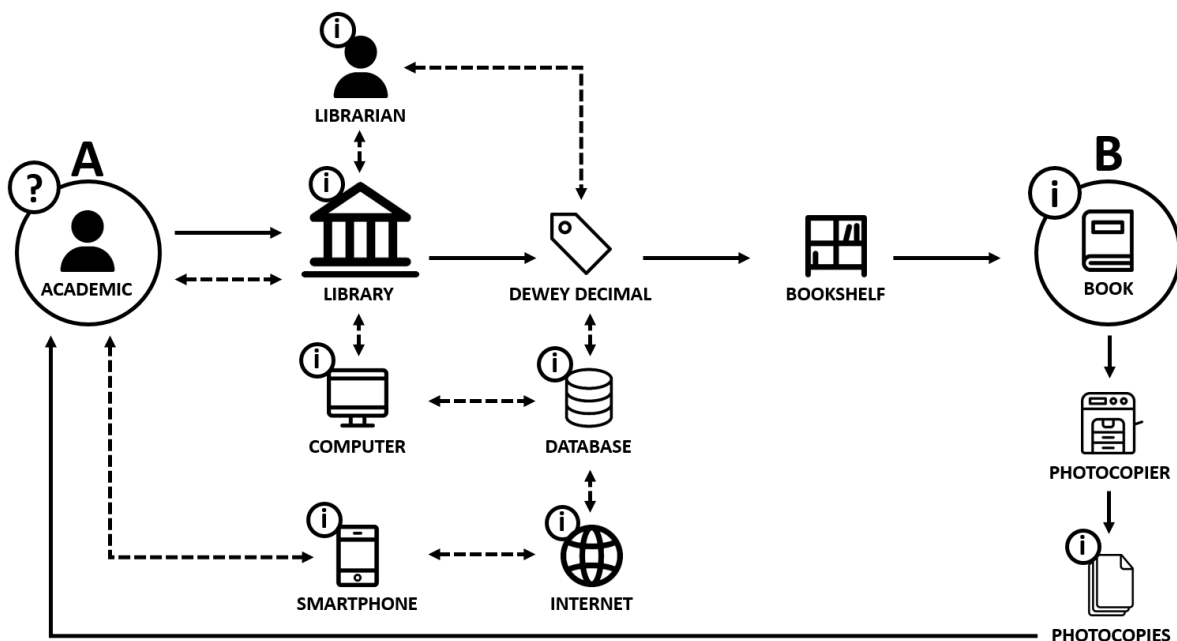 i
LIBRARIAN
A
?
ACADEMIC
i
LIBRARY
DEWEY DECIMAL
BOOKSHELF
B
i
BOOK
i
COMPUTER
i
DATABASE
PHOTOCOPIER
i
SMARTPHONE
i
INTERNET
i
PHOTOCOPIES